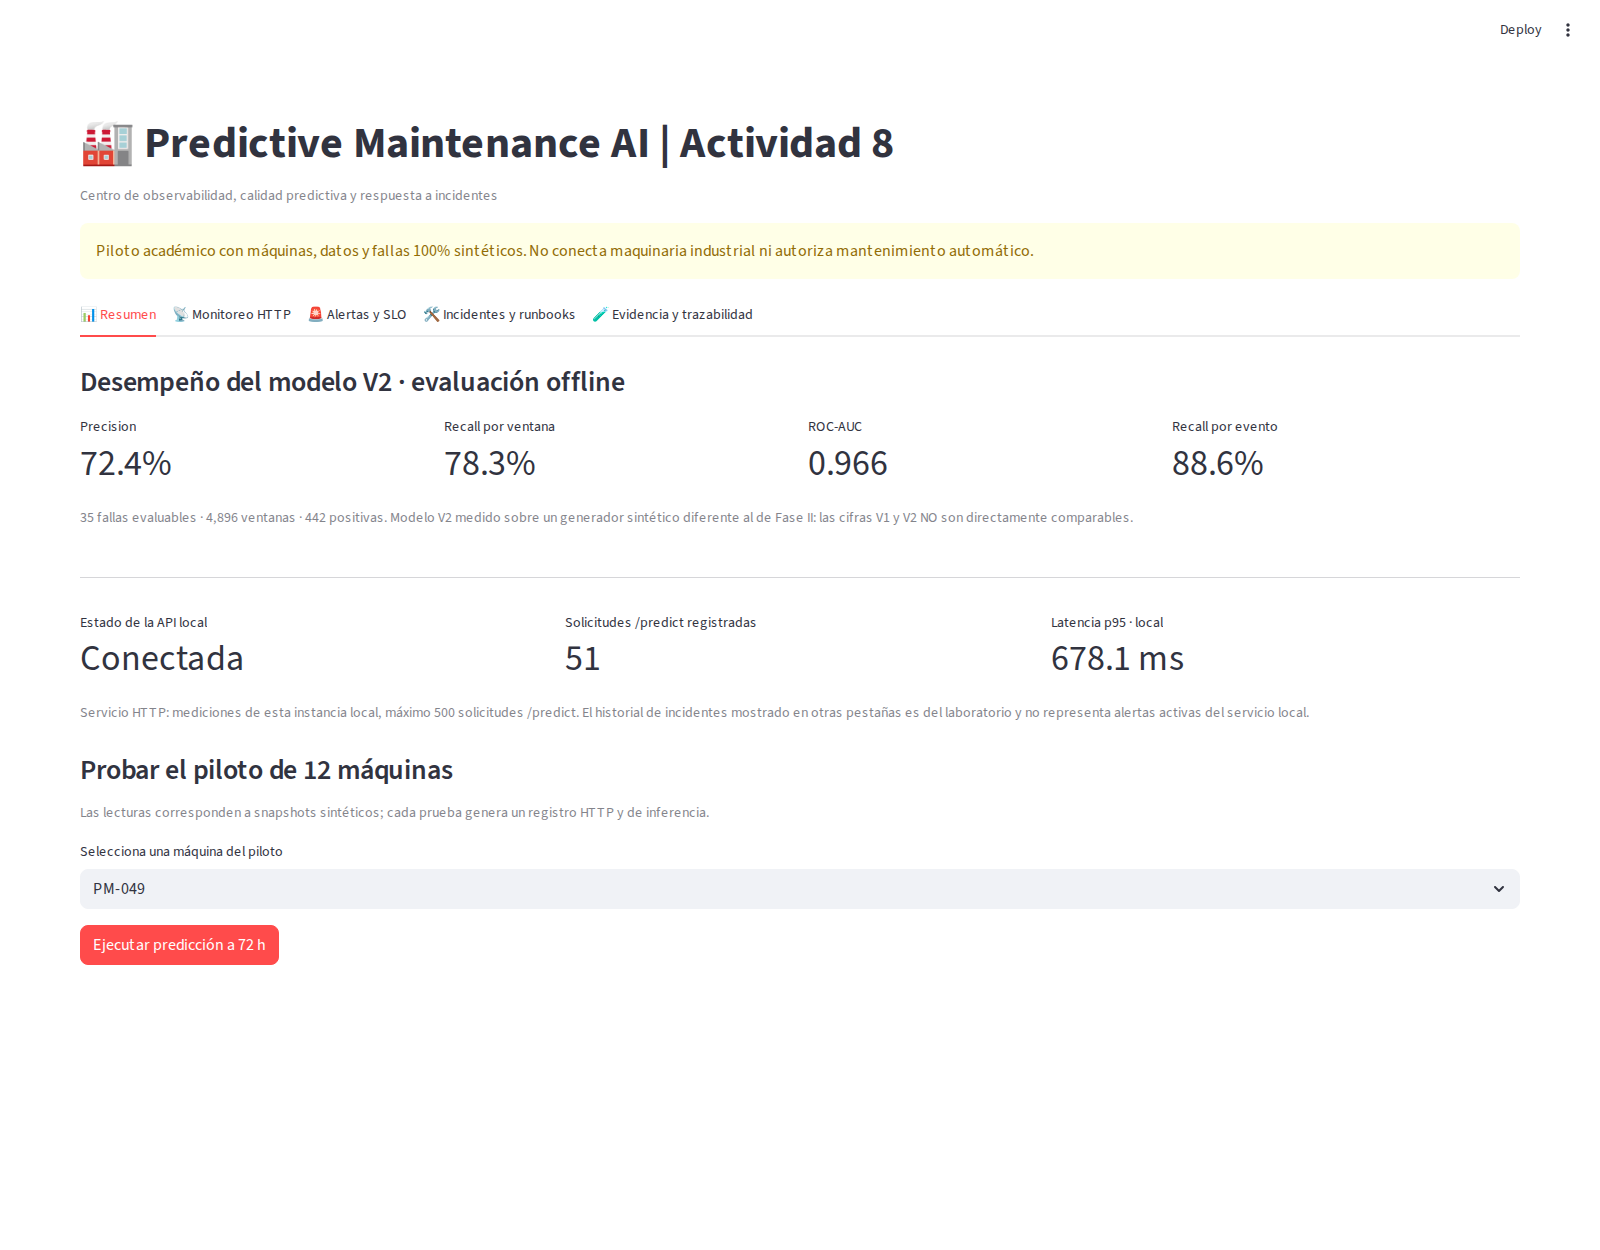 Deploy
Predictive Maintenance AI | Actividad 8
Centro de observabilidad, calidad predictiva y respuesta a incidentes
Piloto académico con máquinas, datos y fallas 100% sintéticos. No conecta maquinaria industrial ni autoriza mantenimiento automático.
Resumen Monitoreo HTTP Alertas y SLO Incidentes y runbooks Evidencia y trazabilidad
Desempeño del modelo V2 · evaluación offline
Precision Recall por ventana ROC-AUC Recall por evento
72.4% 78.3% 0.966 88.6%
35 fallas evaluables · 4,896 ventanas · 442 positivas. Modelo V2 medido sobre un generador sintético diferente al de Fase II: las cifras V1 y V2 NO son directamente comparables.
Estado de la API local Solicitudes /predict registradas Latencia p95 · local
Conectada 51 678.1 ms
Servicio HTTP: mediciones de esta instancia local, máximo 500 solicitudes /predict. El historial de incidentes mostrado en otras pestañas es del laboratorio y no representa alertas activas del servicio local.
Probar el piloto de 12 máquinas
Las lecturas corresponden a snapshots sintéticos; cada prueba genera un registro HTTP y de inferencia.
Selecciona una máquina del piloto
PM-049
Ejecutar predicción a 72 h